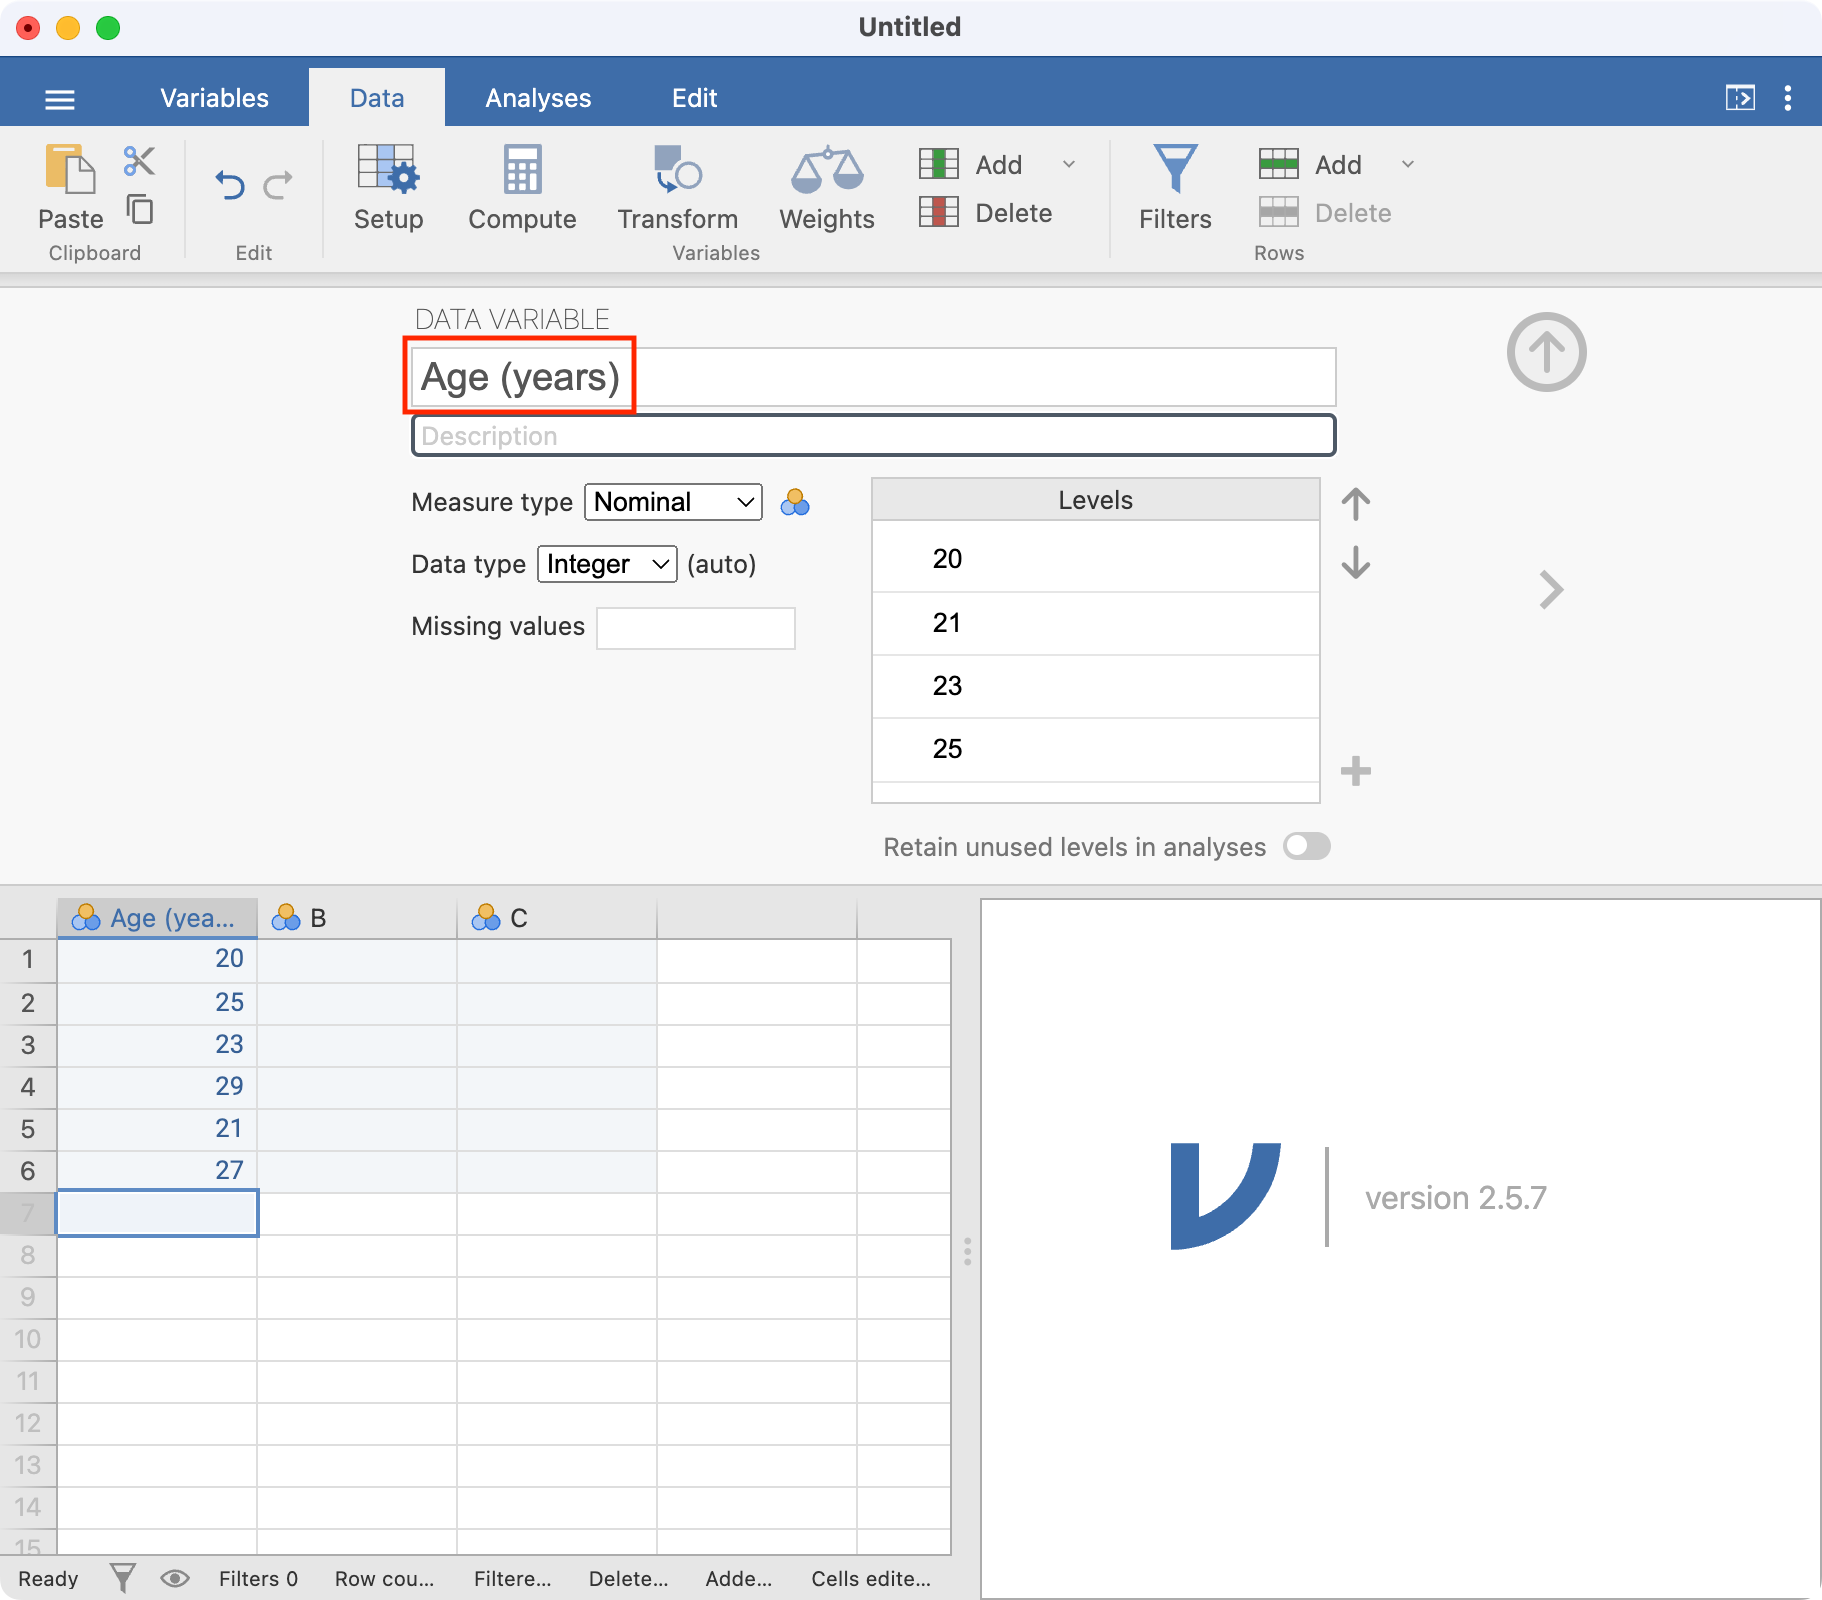 Untitled
Variables Data Analyses Edit
Paste Setup Compute Transform Weights Add Delete Filters Add Delete
Clipboard Edit Variables Rows
DATA VARIABLE
Age (years)
Description
Measure type Nominal
Data type Integer (auto)
Missing values
Levels
20
21
23
25
Retain unused levels in analyses
Age (yea... B C
1 20
2 25
3 23
4 29
5 21
6 27
7
8
9
10
11
12
13
14
15
version 2.5.7
Ready Filters 0 Row cou... Filtere... Delete... Adde... Cells edite...